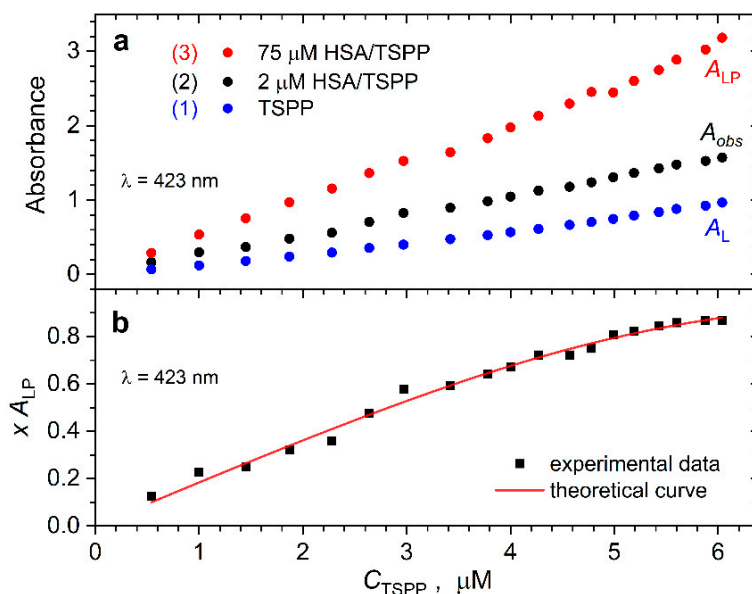 a
(3) 75 μM HSA/TSPP
(2) 2 μM HSA/TSPP
(1) TSPP
A_LP
A_obs
A_L
λ = 423 nm
Absorbance
3
2
1
0
b
λ = 423 nm
x A_LP
0.8
0.6
0.4
0.2
0.0
experimental data
theoretical curve
0 1 2 3 4 5 6
C_TSPP , μM